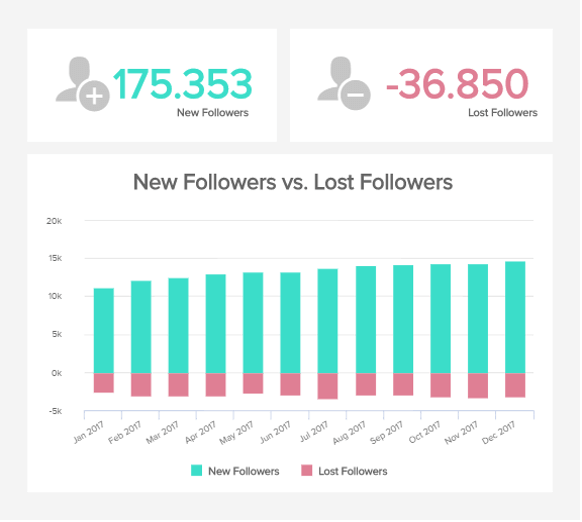 175.353
New Followers
-36.850
Lost Followers
New Followers vs. Lost Followers
20k
15k
10k
5k
0k
-5k
Jan 2017
Feb 2017
Mar 2017
Apr 2017
May 2017
Jun 2017
Jul 2017
Aug 2017
Sep 2017
Oct 2017
Nov 2017
Dec 2017
New Followers
Lost Followers